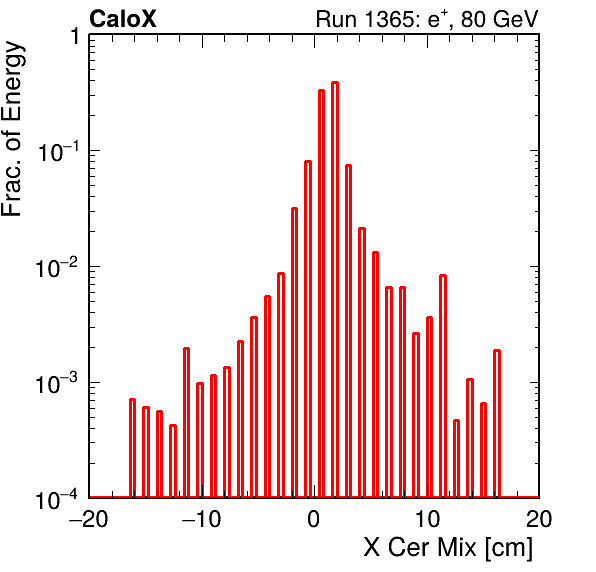 CaloX Run 1365: e⁺, 80 GeV
Frac. of Energy
1
10⁻¹
10⁻²
10⁻³
10⁻⁴
−20 −10 0 10 20
X Cer Mix [cm]